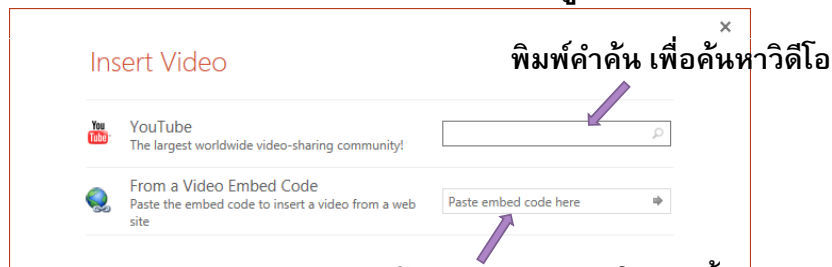 ×
Insert Video
พิมพ์คำค้น เพื่อค้นหาวิดีโอ
You Tube
YouTube
The largest worldwide video-sharing community!
From a Video Embed Code
Paste the embed code to insert a video from a web
site
Paste embed code here